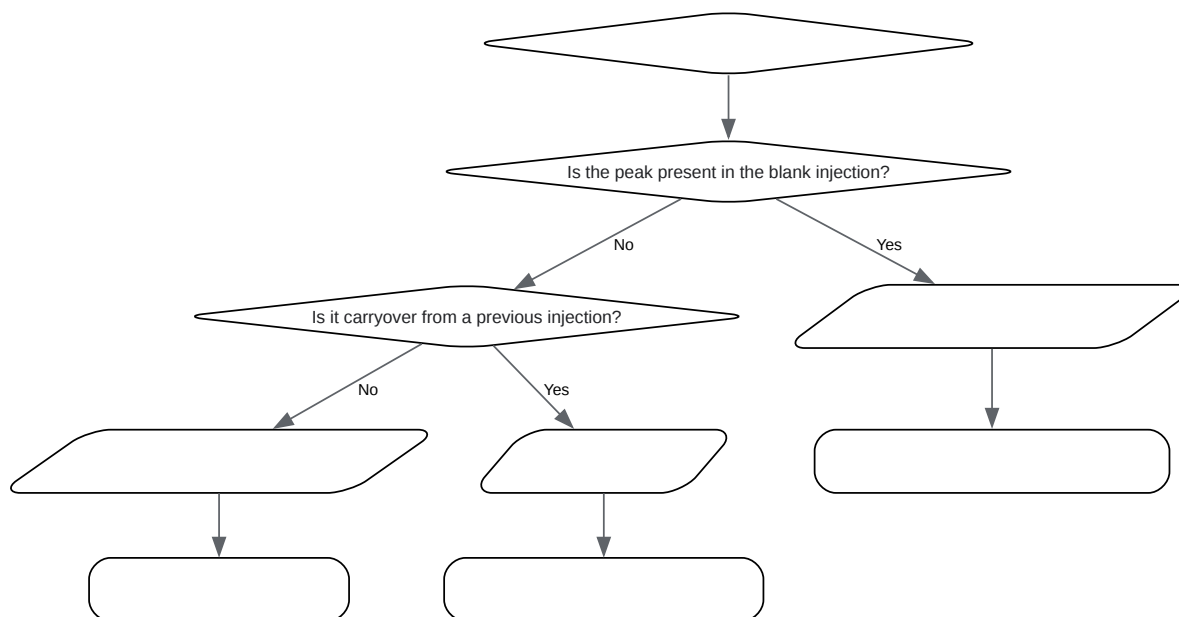 Is the peak present in the blank injection?
No
Yes
Is it carryover from a previous injection?
No
Yes